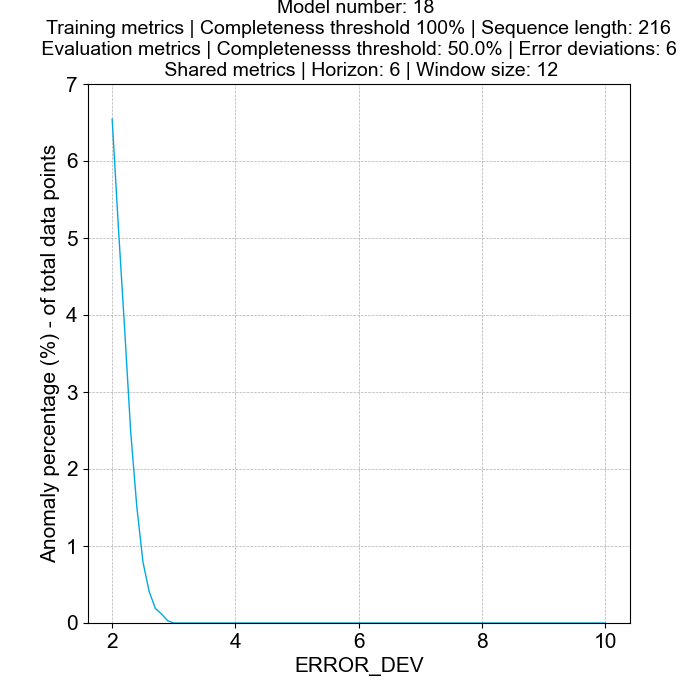 Model number: 18
Training metrics | Completeness threshold 100% | Sequence length: 216
Evaluation metrics | Completenesss threshold: 50.0% | Error deviations: 6
Shared metrics | Horizon: 6 | Window size: 12
7
6
5
4
3
2
1
0
Anomaly percentage (%) - of total data points
2 4 6 8 10
ERROR_DEV